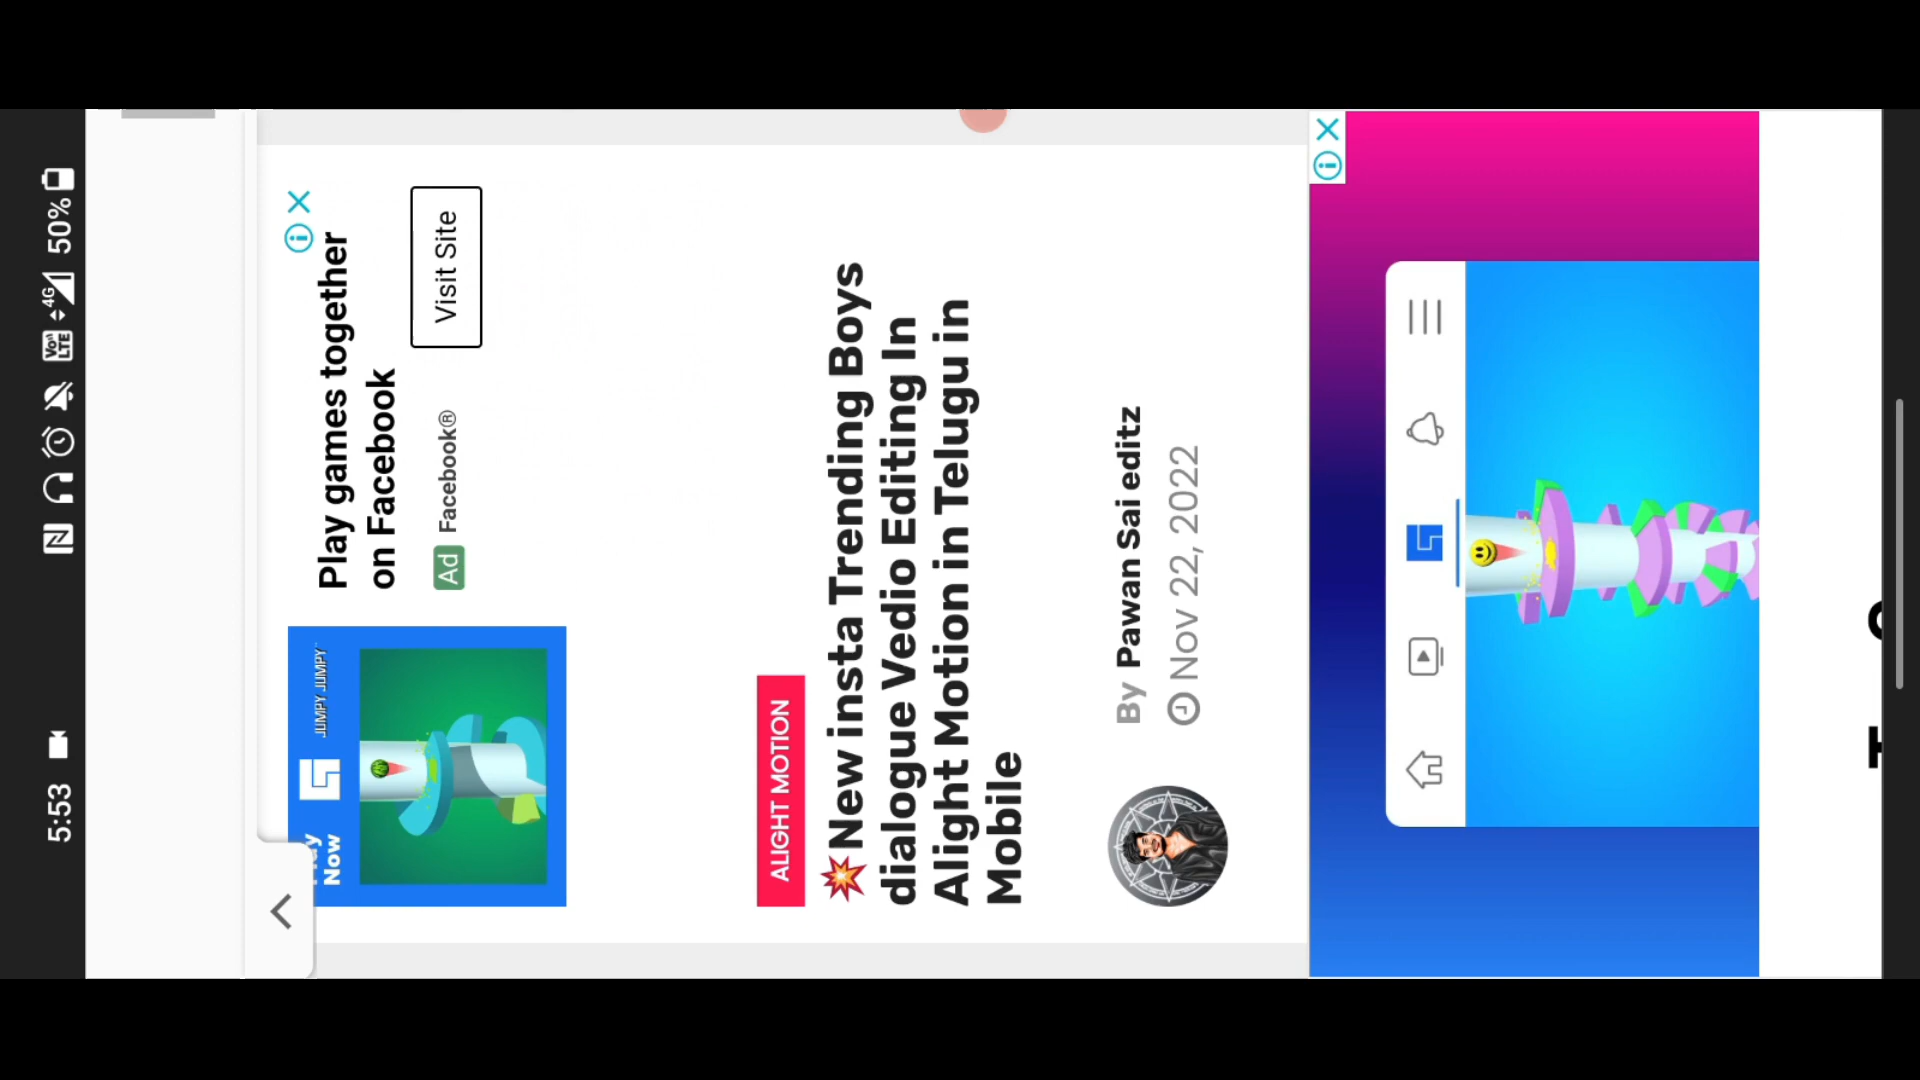 5:53
VoLTE 4G 50%
Play games together
on Facebook
Ad Facebook®
Visit Site
Now
JUMPY JUMPY
ALIGHT MOTION
💥New insta Trending Boys
dialogue Vedio Editing In
Alight Motion in Telugu in
Mobile
By Pawan Sai editz
Nov 22, 2022